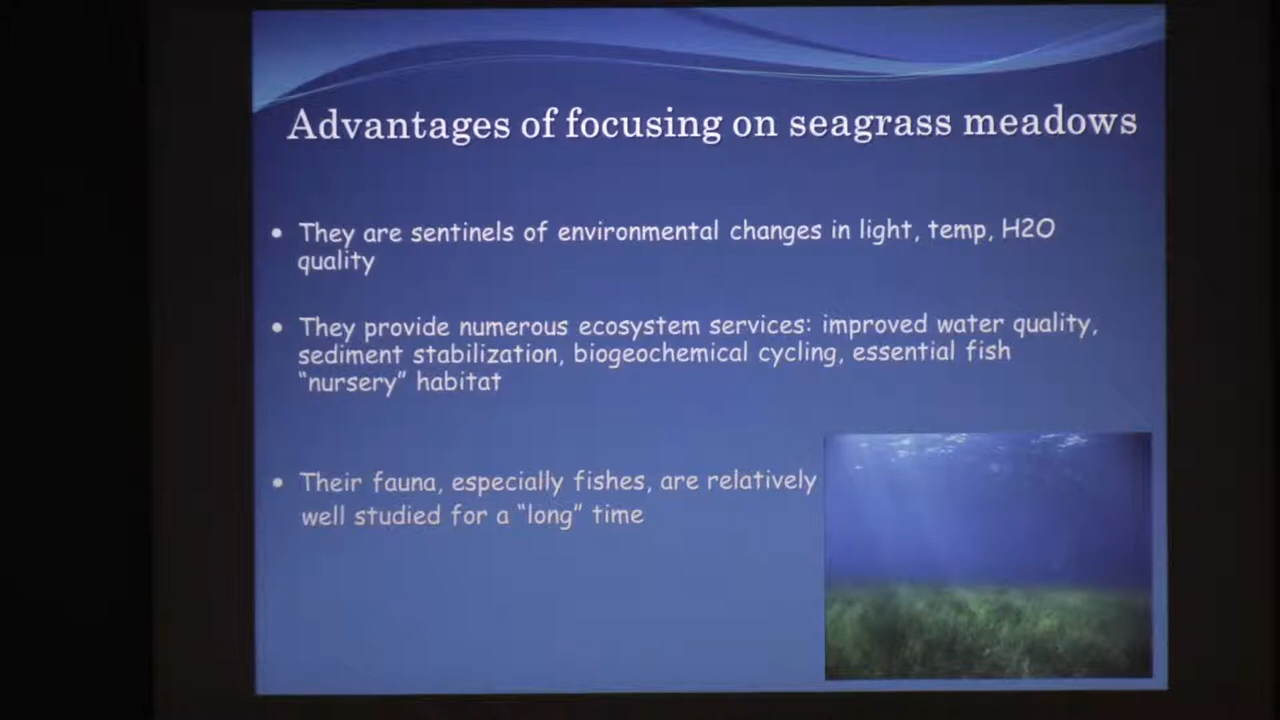 Advantages of focusing on seagrass meadows
• They are sentinels of environmental changes in light, temp, H2O
quality
• They provide numerous ecosystem services: improved water quality,
sediment stabilization, biogeochemical cycling, essential fish
“nursery” habitat
• Their fauna, especially fishes, are relatively
well studied for a “long” time